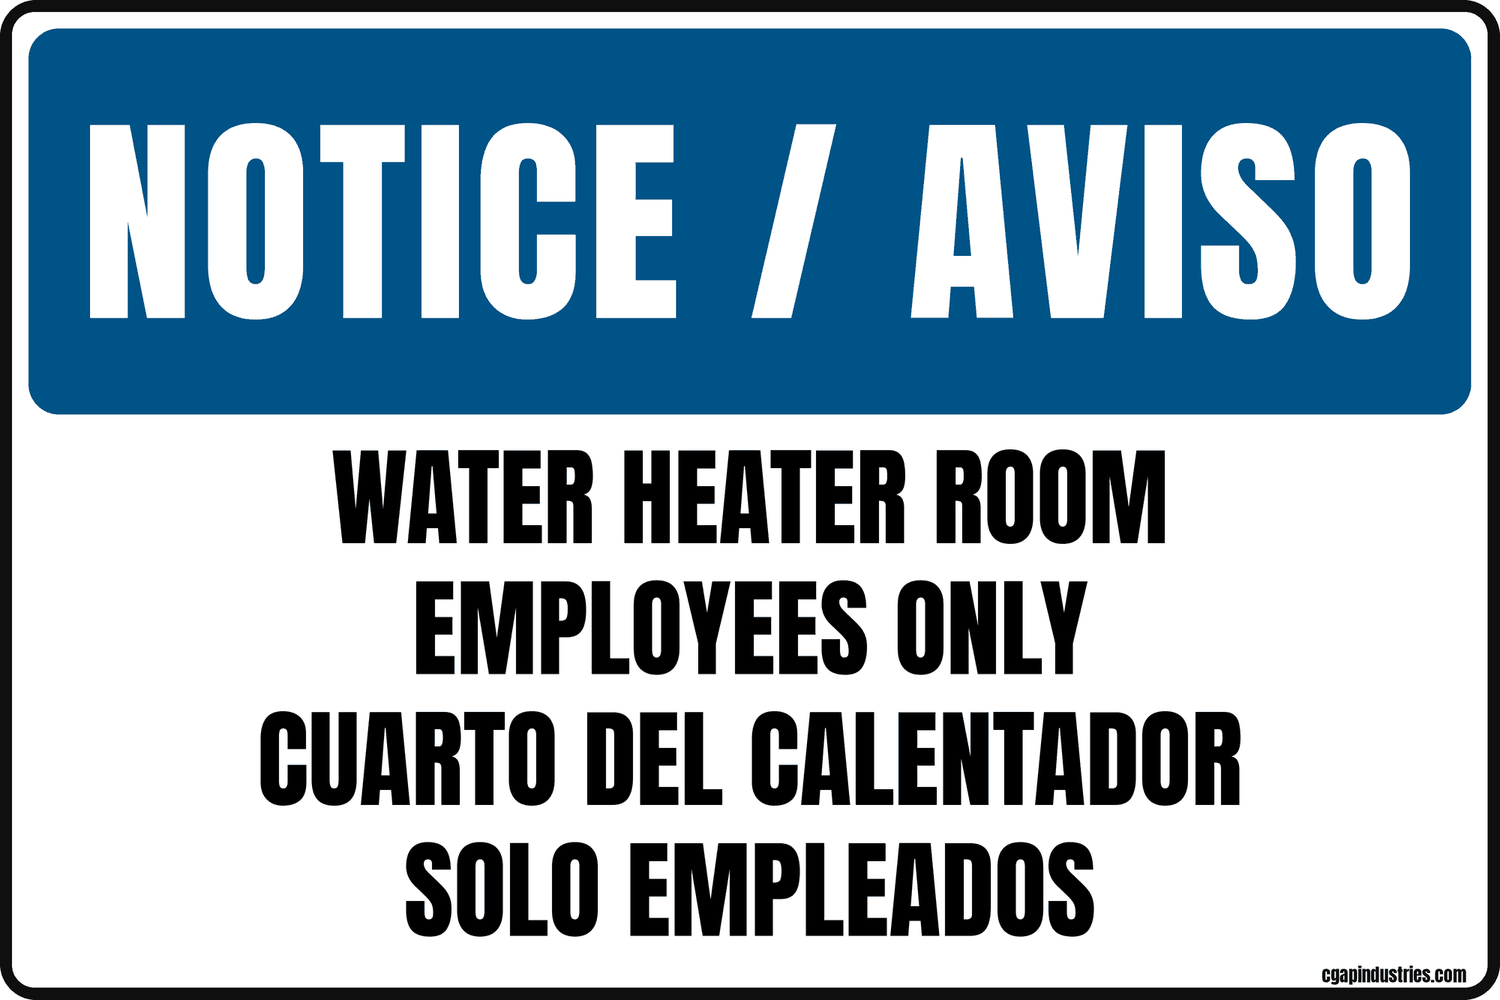 NOTICE / AVISO
WATER HEATER ROOM
EMPLOYEES ONLY
CUARTO DEL CALENTADOR
SOLO EMPLEADOS
cgapindustries.com